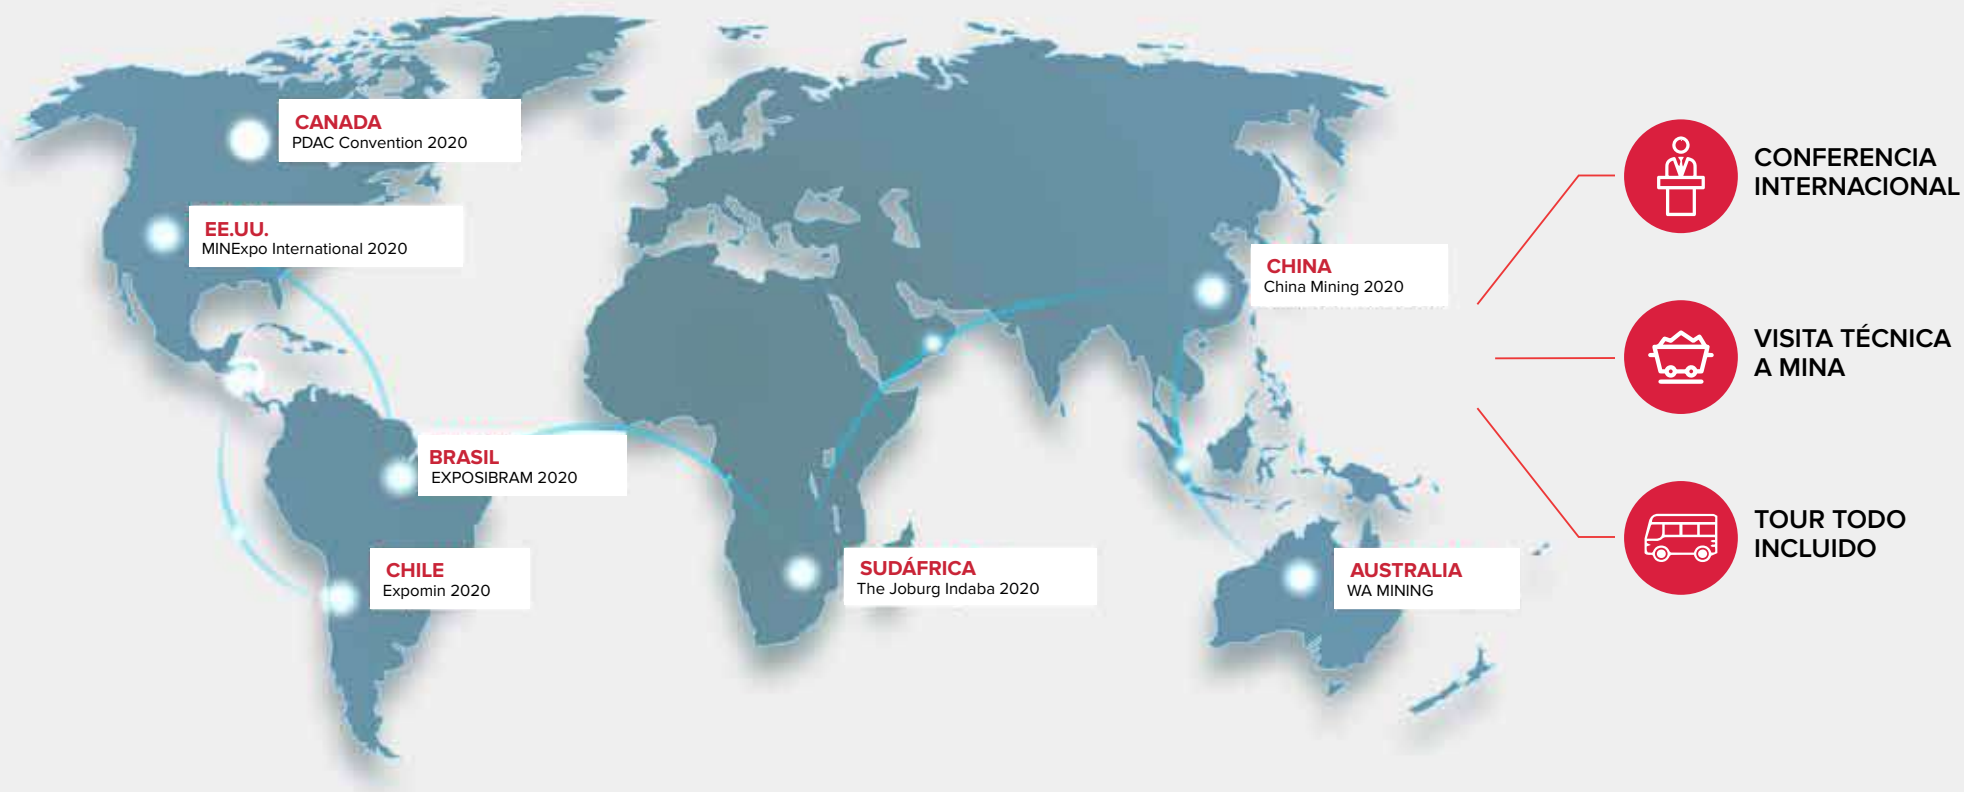 CANADA
PDAC Convention 2020
EE.UU.
MINExpo International 2020
CHINA
China Mining 2020
BRASIL
EXPOSIBRAM 2020
CHILE
Expomin 2020
SUDÁFRICA
The Joburg Indaba 2020
AUSTRALIA
WA MINING
CONFERENCIA
INTERNACIONAL
VISITA TÉCNICA
A MINA
TOUR TODO
INCLUIDO